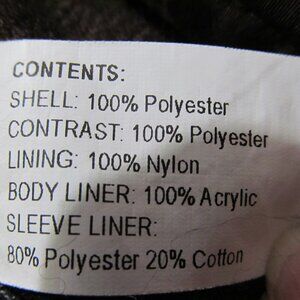 CONTENTS:
SHELL: 100% Polyester
CONTRAST: 100% Polyester
LINING: 100% Nylon
BODY LINER: 100% Acrylic
SLEEVE LINER:
80% Polyester 20% Cotton